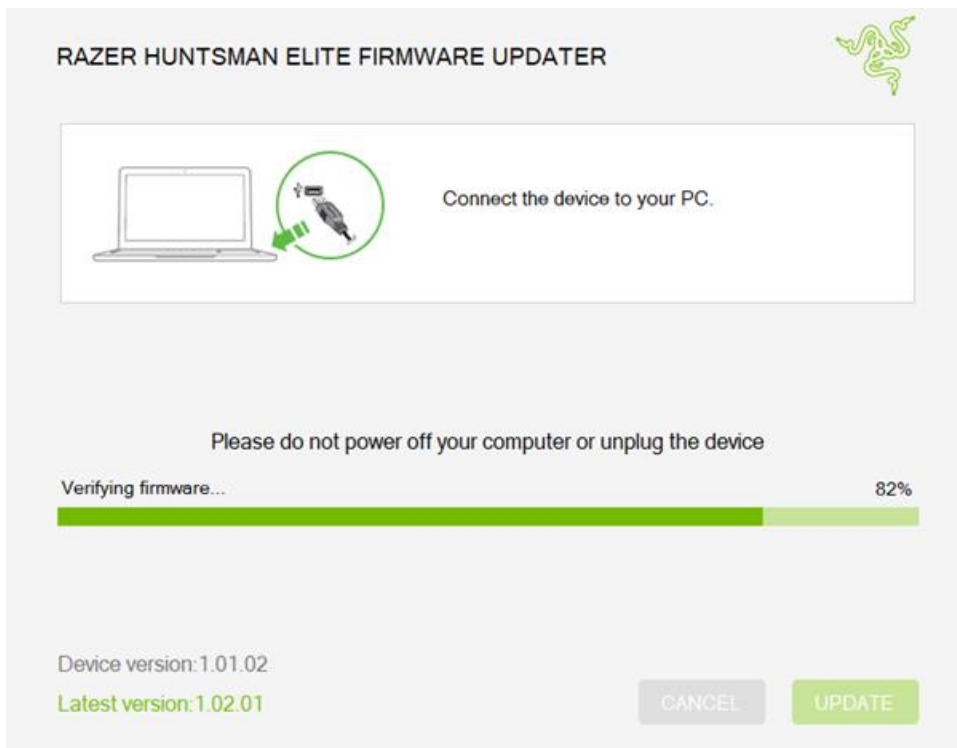 RAZER HUNTSMAN ELITE FIRMWARE UPDATER
Connect the device to your PC.
Please do not power off your computer or unplug the device
Verifying firmware... 82%
Device version:1.01.02
Latest version:1.02.01
CANCEL UPDATE